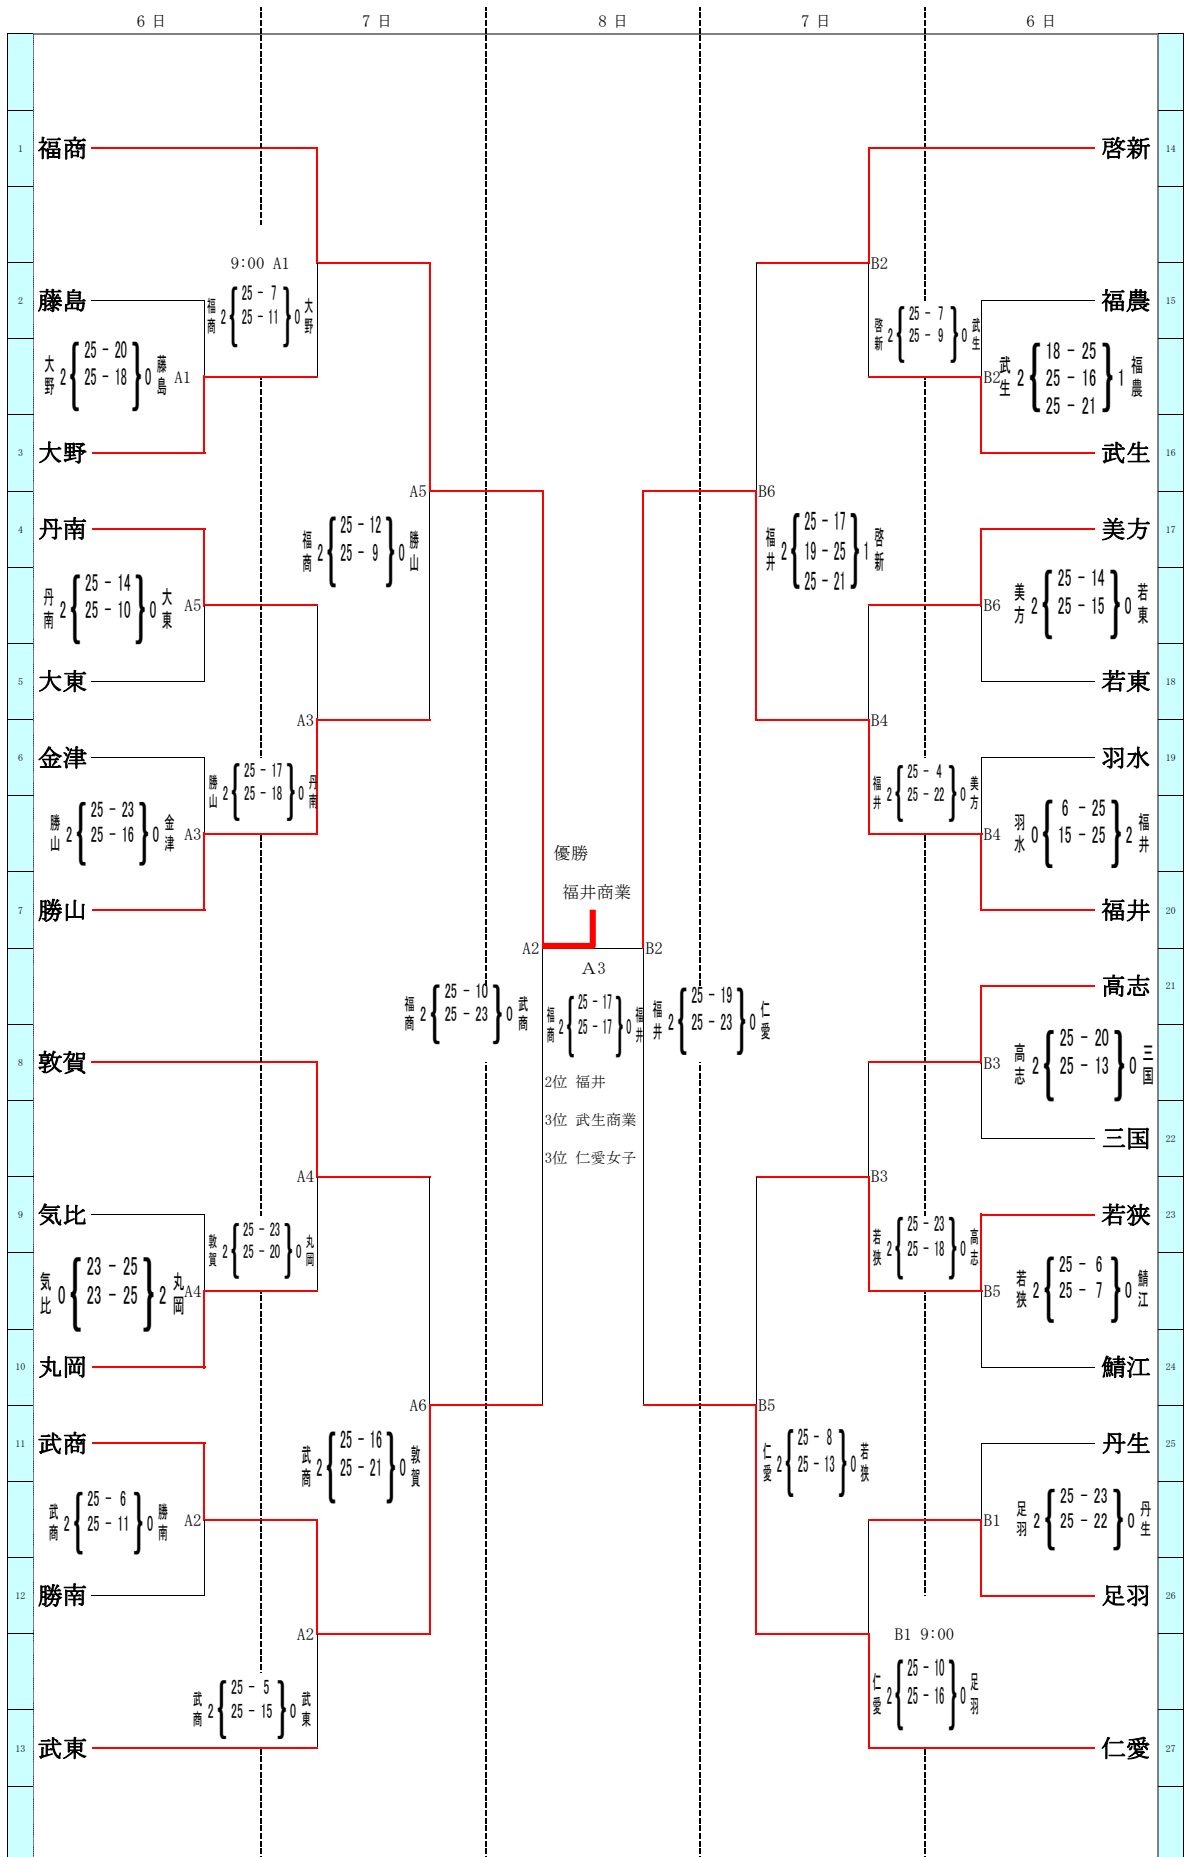 6 日 7 日 8 日 7 日 6 日
1 福商
9:00 A1
福商 2 { 25 - 7 25 - 11 } 0 大野
2 藤島
大野 2 { 25 - 20 25 - 18 } 0 藤島 A1
3 大野
A5
福商 2 { 25 - 12 25 - 9 } 0 勝山
4 丹南
丹南 2 { 25 - 14 25 - 10 } 0 大東 A5
5 大東
A3
勝山 2 { 25 - 17 25 - 18 } 0 丹南
6 金津
勝山 2 { 25 - 23 25 - 16 } 0 金津 A3
7 勝山
A2
福商 2 { 25 - 10 25 - 23 } 0 武商
8 敦賀
A4
敦賀 2 { 25 - 23 25 - 20 } 0 丸岡
9 気比
気比 0 { 23 - 25 23 - 25 } 2 丸岡 A4
10 丸岡
A6
武商 2 { 25 - 16 25 - 21 } 0 敦賀
11 武商
武商 2 { 25 - 6 25 - 11 } 0 勝南 A2
12 勝南
A2
武商 2 { 25 - 5 25 - 15 } 0 武東
13 武東
優勝
福井商業
A3
福商 2 { 25 - 17 25 - 17 } 0 福井
2位 福井
3位 武生商業
3位 仁愛女子
啓新 14
B2
啓新 2 { 25 - 7 25 - 9 } 0 武生
福農 15
B2 武生 2 { 18 - 25 25 - 16 25 - 21 } 1 福農
武生 16
B6
福井 2 { 25 - 17 19 - 25 25 - 21 } 1 啓新
美方 17
B6 美方 2 { 25 - 14 25 - 15 } 0 若東
若東 18
B4
福井 2 { 25 - 4 25 - 22 } 0 美方
羽水 19
B4 羽水 0 { 6 - 25 15 - 25 } 2 福井
福井 20
B2
福井 2 { 25 - 19 25 - 23 } 0 仁愛
高志 21
B3 高志 2 { 25 - 20 25 - 13 } 0 三国
三国 22
B3
若狭 2 { 25 - 23 25 - 18 } 0 高志
若狭 23
B5 若狭 2 { 25 - 6 25 - 7 } 0 鯖江
鯖江 24
B5
仁愛 2 { 25 - 8 25 - 13 } 0 若狭
丹生 25
B1 足羽 2 { 25 - 23 25 - 22 } 0 丹生
足羽 26
B1 9:00
仁愛 2 { 25 - 10 25 - 16 } 0 足羽
仁愛 27